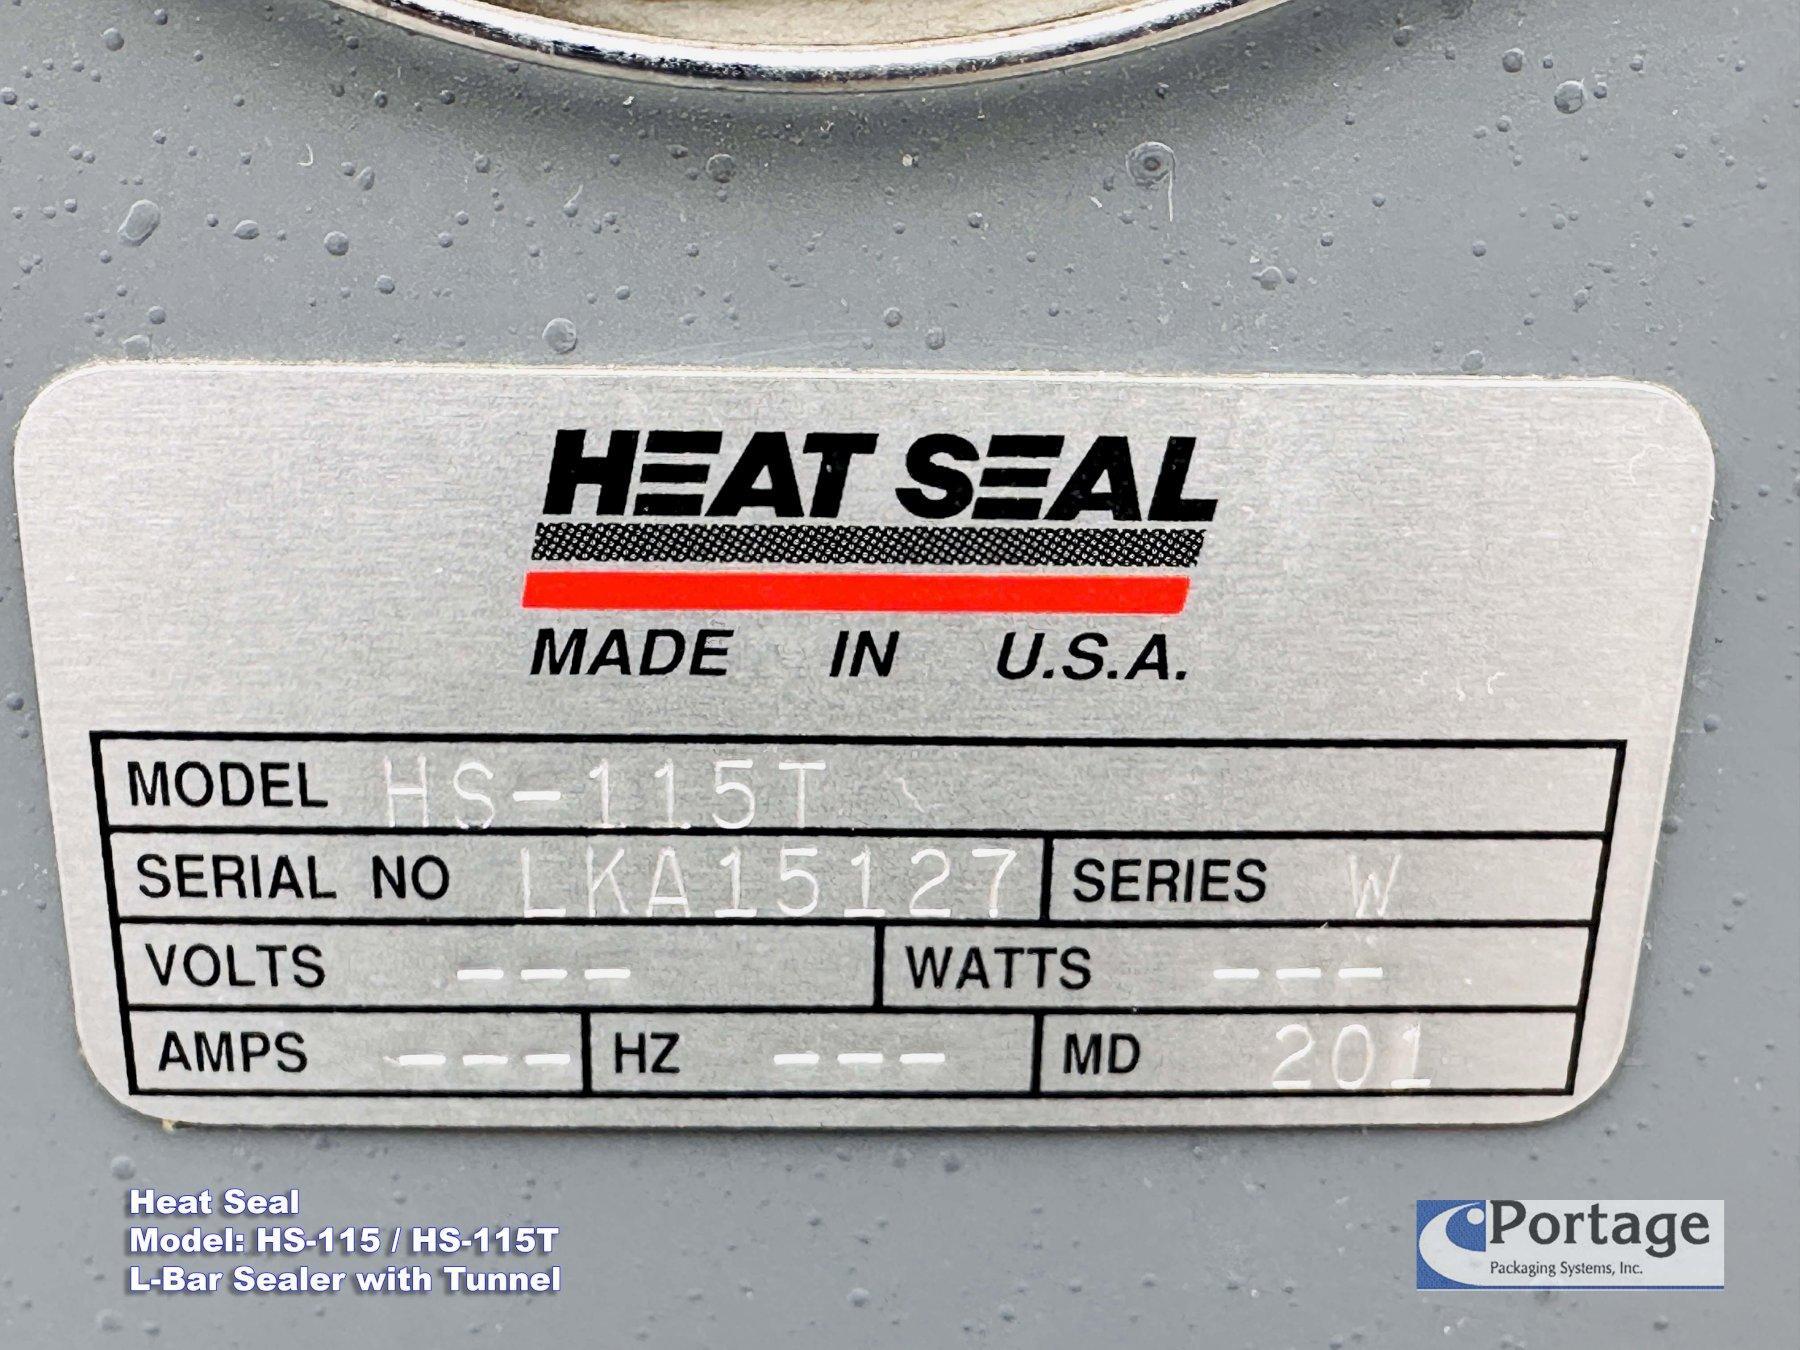 HEAT SEAL
MADE IN U.S.A.
MODEL HS-115T
SERIAL NO LKA15127 SERIES W
VOLTS --- WATTS ---
AMPS --- HZ --- MD 201
Heat Seal
Model: HS-115 / HS-115T
L-Bar Sealer with Tunnel
Portage
Packaging Systems, Inc.